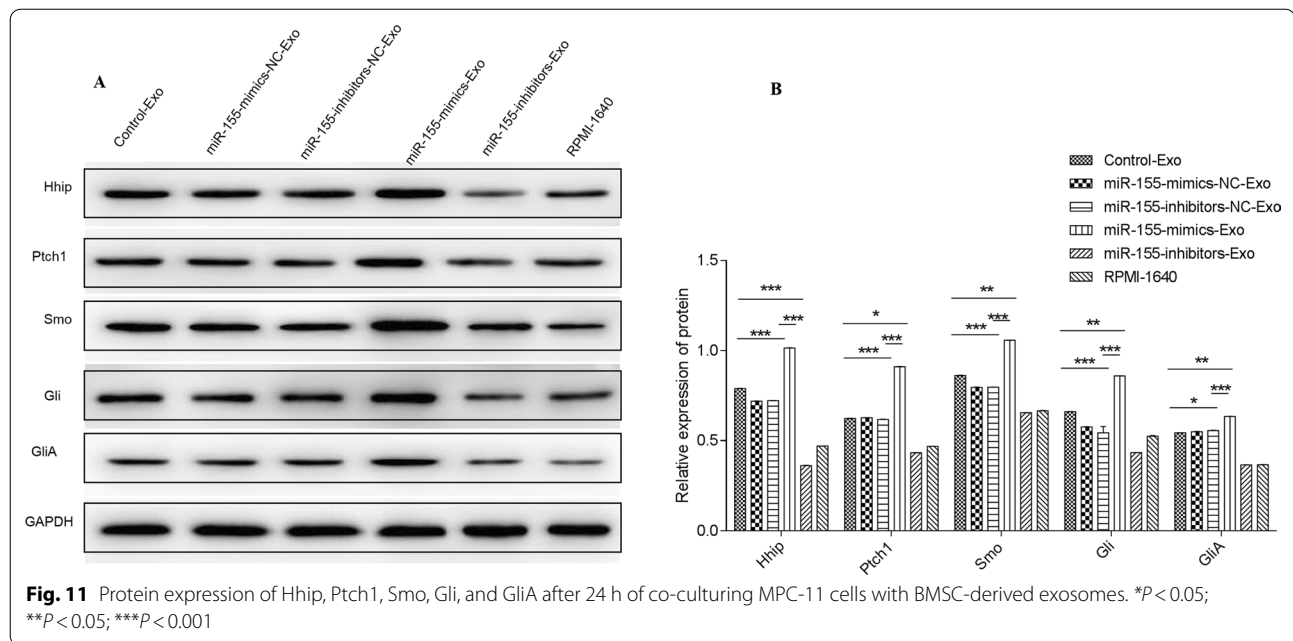 A
Control-Exo
miR-155-mimics-NC-Exo
miR-155-inhibitors-NC-Exo
miR-155-mimics-Exo
miR-155-inhibitors-Exo
RPMI-1640
Hhip
Ptch1
Smo
Gli
GliA
GAPDH
B
Control-Exo
miR-155-mimics-NC-Exo
miR-155-inhibitors-NC-Exo
miR-155-mimics-Exo
miR-155-inhibitors-Exo
RPMI-1640
Relative expression of protein
1.5
1.0
0.5
0.0
***
*** ***
*
*** ***
**
*** ***
**
*** ***
**
* ***
Hhip
Ptch1
Smo
Gli
GliA
Fig. 11 Protein expression of Hhip, Ptch1, Smo, Gli, and GliA after 24 h of co-culturing MPC-11 cells with BMSC-derived exosomes. *P < 0.05;
**P < 0.05; ***P < 0.001